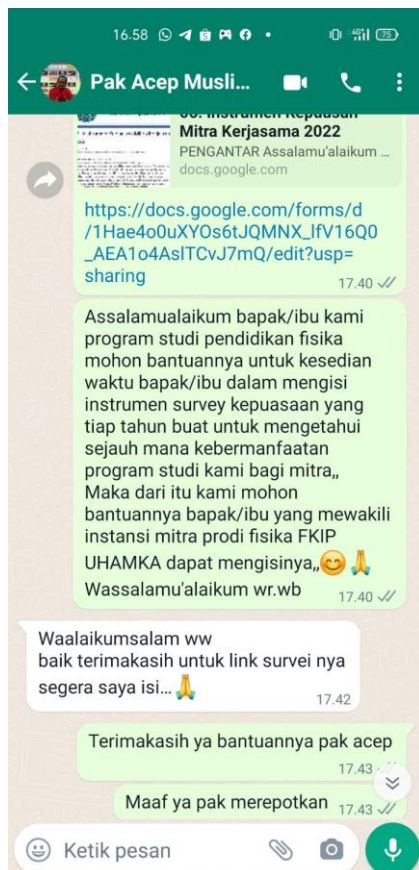 16.58
75
Pak Acep Musli...
Mitra Kerjasama 2022
PENGANTAR Assalamu'alaikum ...
docs.google.com
https://docs.google.com/forms/d
/1Hae4o0uXYOs6tJQMNX_lfV16Q0
_AEA1o4AslTCvJ7mQ/edit?usp=
sharing
17.40
Assalamualaikum bapak/ibu kami
program studi pendidikan fisika
mohon bantuannya untuk kesedian
waktu bapak/ibu dalam mengisi
instrumen survey kepuasaan yang
tiap tahun buat untuk mengetahui
sejauh mana kebermanfaatan
program studi kami bagi mitra,,
Maka dari itu kami mohon
bantuannya bapak/ibu yang mewakili
instansi mitra prodi fisika FKIP
UHAMKA dapat mengisinya,,😊🙏
Wassalamu'alaikum wr.wb
17.40
Waalaikumsalam ww
baik terimakasih untuk link survei nya
segera saya isi...🙏
17.42
Terimakasih ya bantuannya pak acep
17.43
Maaf ya pak merepotkan
17.43
Ketik pesan